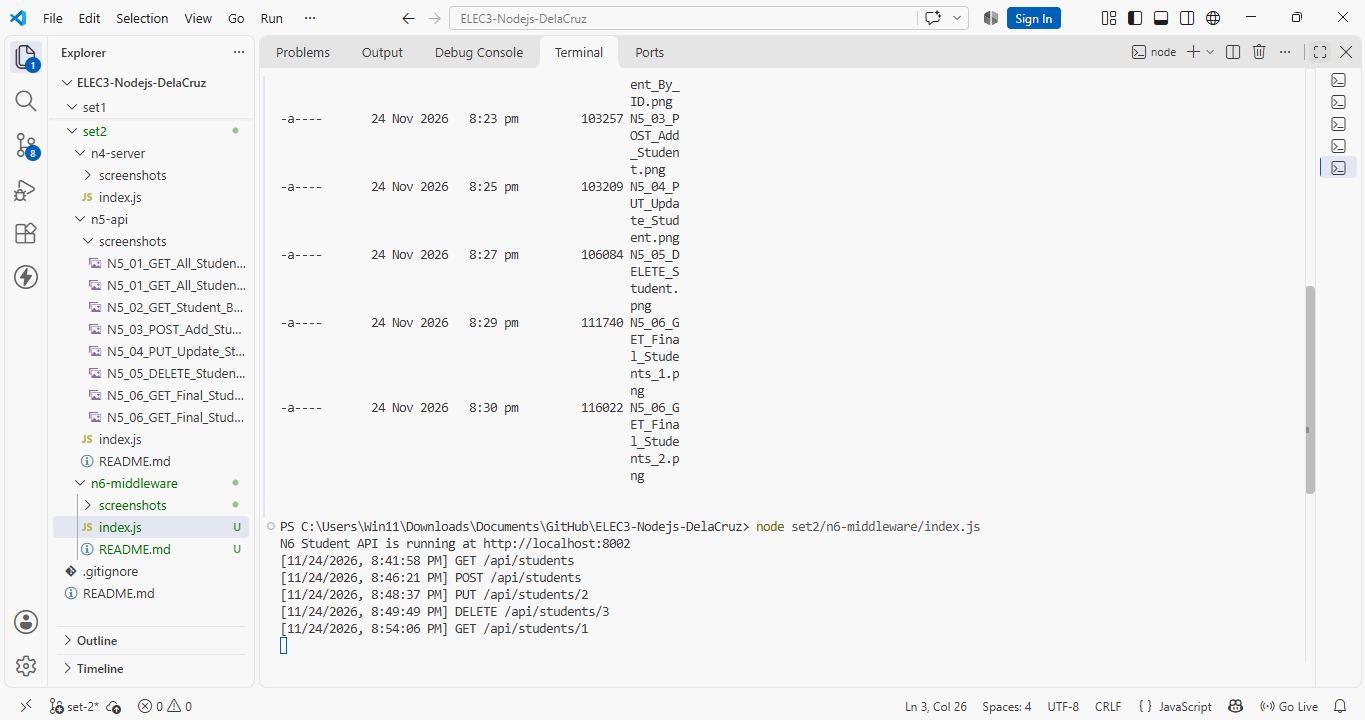 File Edit Selection View Go Run ···
ELEC3-Nodejs-DelaCruz
Sign In
Explorer
ELEC3-Nodejs-DelaCruz
set1
set2
n4-server
screenshots
JS index.js
n5-api
screenshots
N5_01_GET_All_Studen...
N5_01_GET_All_Studen...
N5_02_GET_Student_B...
N5_03_POST_Add_Stu...
N5_04_PUT_Update_St...
N5_05_DELETE_Studen...
N5_06_GET_Final_Stud...
N5_06_GET_Final_Stud...
JS index.js
README.md
n6-middleware
screenshots
JS index.js U
README.md U
.gitignore
README.md
Outline
Timeline
1
8
Problems Output Debug Console Terminal Ports
node
ent_By_
ID.png
-a---- 24 Nov 2026 8:23 pm 103257 N5_03_P
OST_Add
_Studen
t.png
-a---- 24 Nov 2026 8:25 pm 103209 N5_04_P
UT_Upda
te_Stud
ent.png
-a---- 24 Nov 2026 8:27 pm 106084 N5_05_D
ELETE_S
tudent.
png
-a---- 24 Nov 2026 8:29 pm 111740 N5_06_G
ET_Fina
l_Stude
nts_1.p
ng
-a---- 24 Nov 2026 8:30 pm 116022 N5_06_G
ET_Fina
l_Stude
nts_2.p
ng
PS C:\Users\Win11\Downloads\Documents\GitHub\ELEC3-Nodejs-DelaCruz> node set2/n6-middleware/index.js
N6 Student API is running at http://localhost:8002
[11/24/2026, 8:41:58 PM] GET /api/students
[11/24/2026, 8:46:21 PM] POST /api/students
[11/24/2026, 8:48:37 PM] PUT /api/students/2
[11/24/2026, 8:49:49 PM] DELETE /api/students/3
[11/24/2026, 8:54:06 PM] GET /api/students/1
set-2* 0 0 Ln 3, Col 26 Spaces: 4 UTF-8 CRLF { } JavaScript Go Live